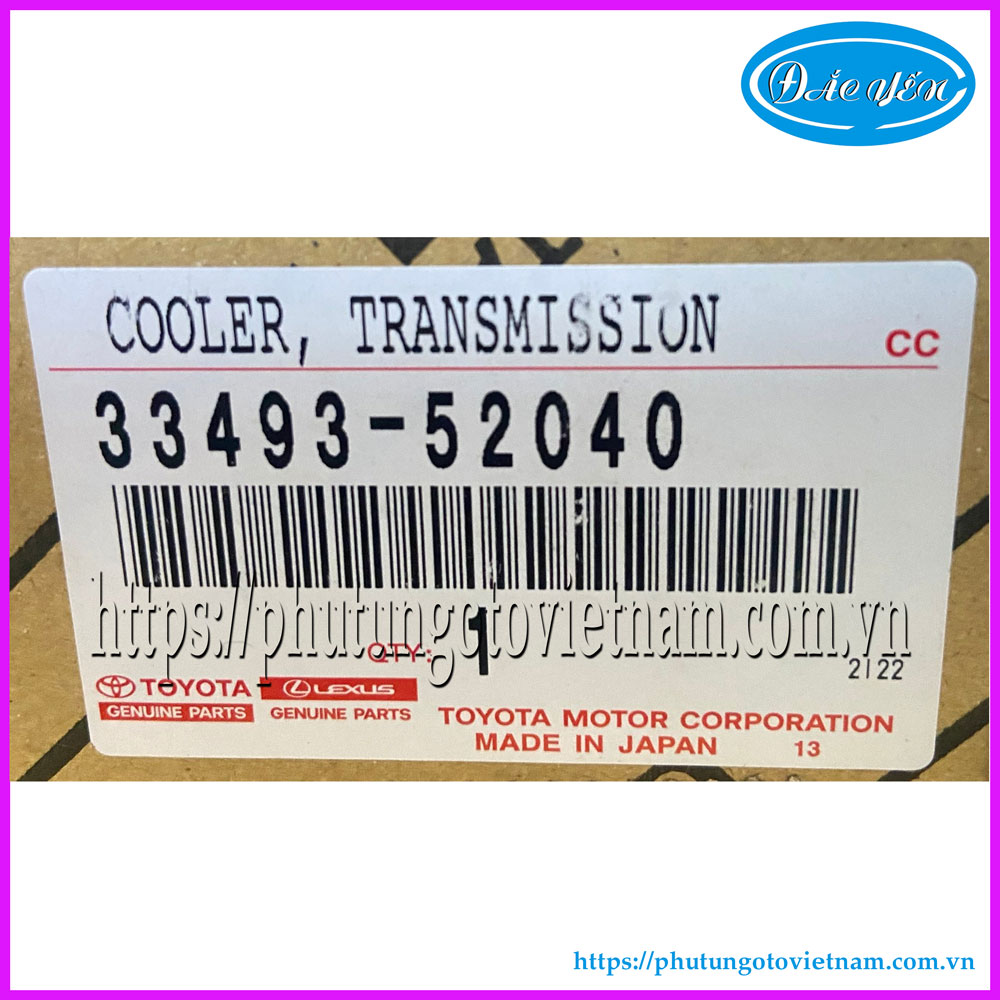 Đắc Yến
COOLER, TRANSMISSION
CC
33493-52040
https://phutungotovietnam.com.vn
QTY: 1
2122
TOYOTA LEXUS
GENUINE PARTS GENUINE PARTS
TOYOTA MOTOR CORPORATION
MADE IN JAPAN 13
https://phutungotovietnam.com.vn